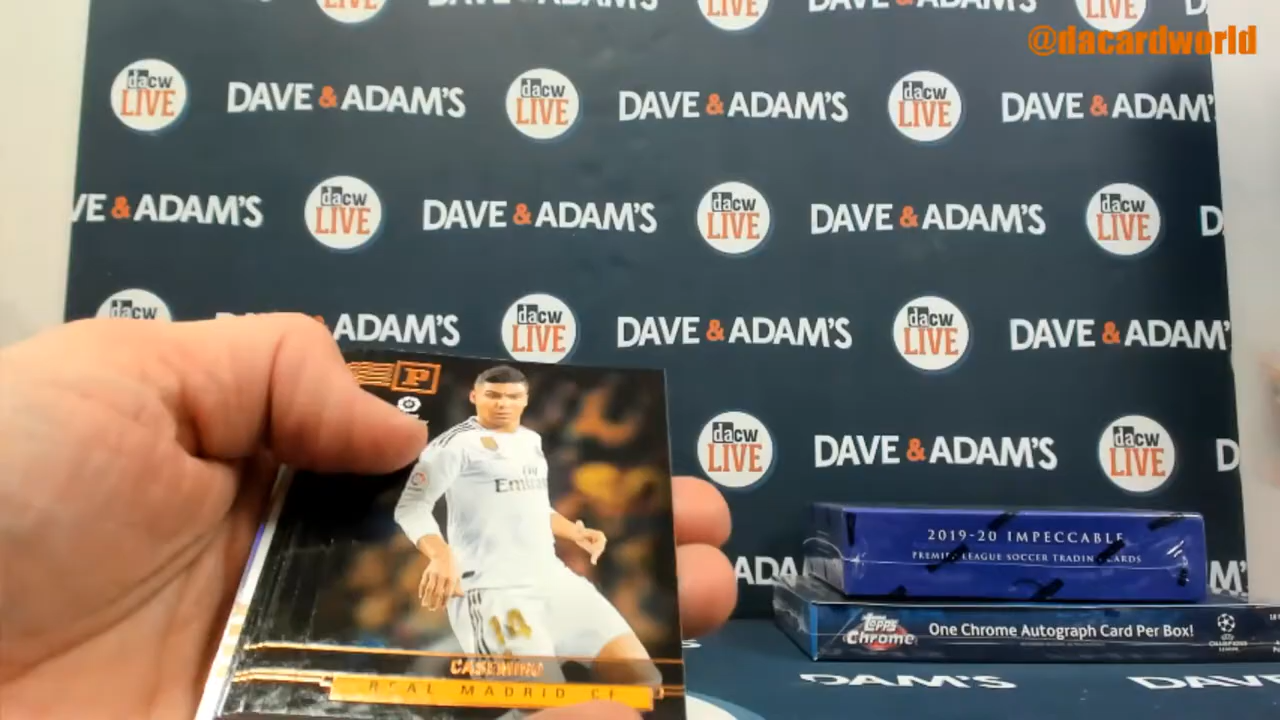 @dacardworld
dacw LIVE DAVE & ADAM'S dacw LIVE DAVE & ADAM'S dacw LIVE DAVE & ADAM'
VE & ADAM'S dacw LIVE DAVE & ADAM'S dacw LIVE DAVE & ADAM'S dacw LIVE D
dacw ADAM'S dacw LIVE DAVE & ADAM'S dacw LIVE DAVE & ADAM'
dacw LIVE DAVE & ADAM'S dacw LIVE D
P
Emirates
14
CASEMIRO
REAL MADRID CF
2019-20 IMPECCABLE
PREMIER LEAGUE SOCCER TRADING CARDS
Topps Chrome One Chrome Autograph Card Per Box! CHAMPIONS LEAGUE
ADAM'S DAVE